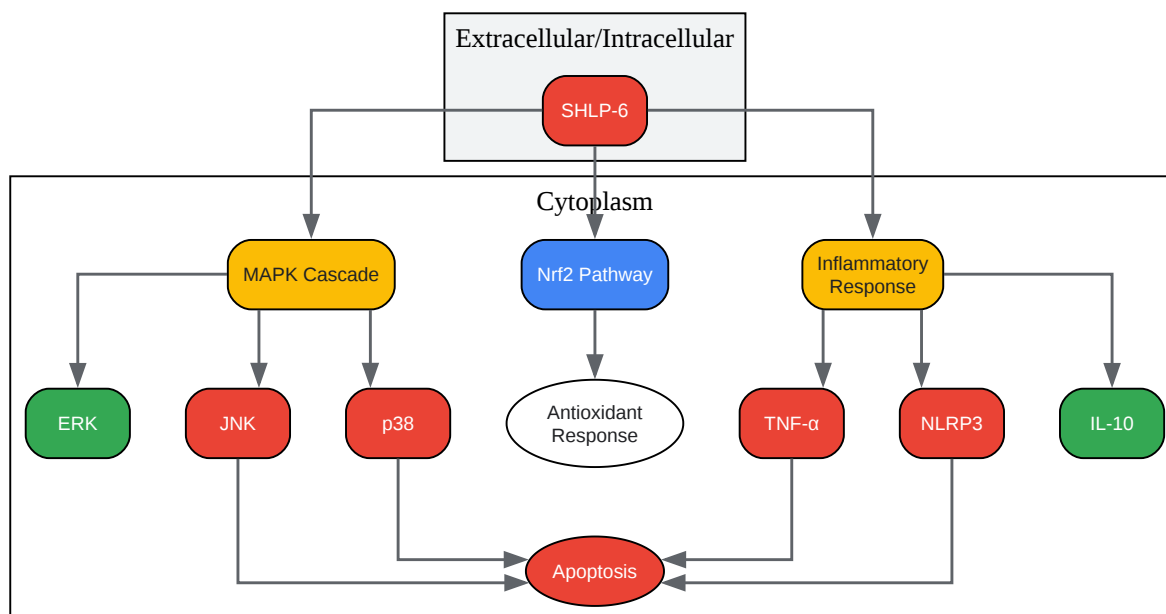 Extracellular/Intracellular
SHLP-6
Cytoplasm
MAPK Cascade
Nrf2 Pathway
Inflammatory
Response
ERK
JNK
p38
Antioxidant
Response
TNF-α
NLRP3
IL-10
Apoptosis